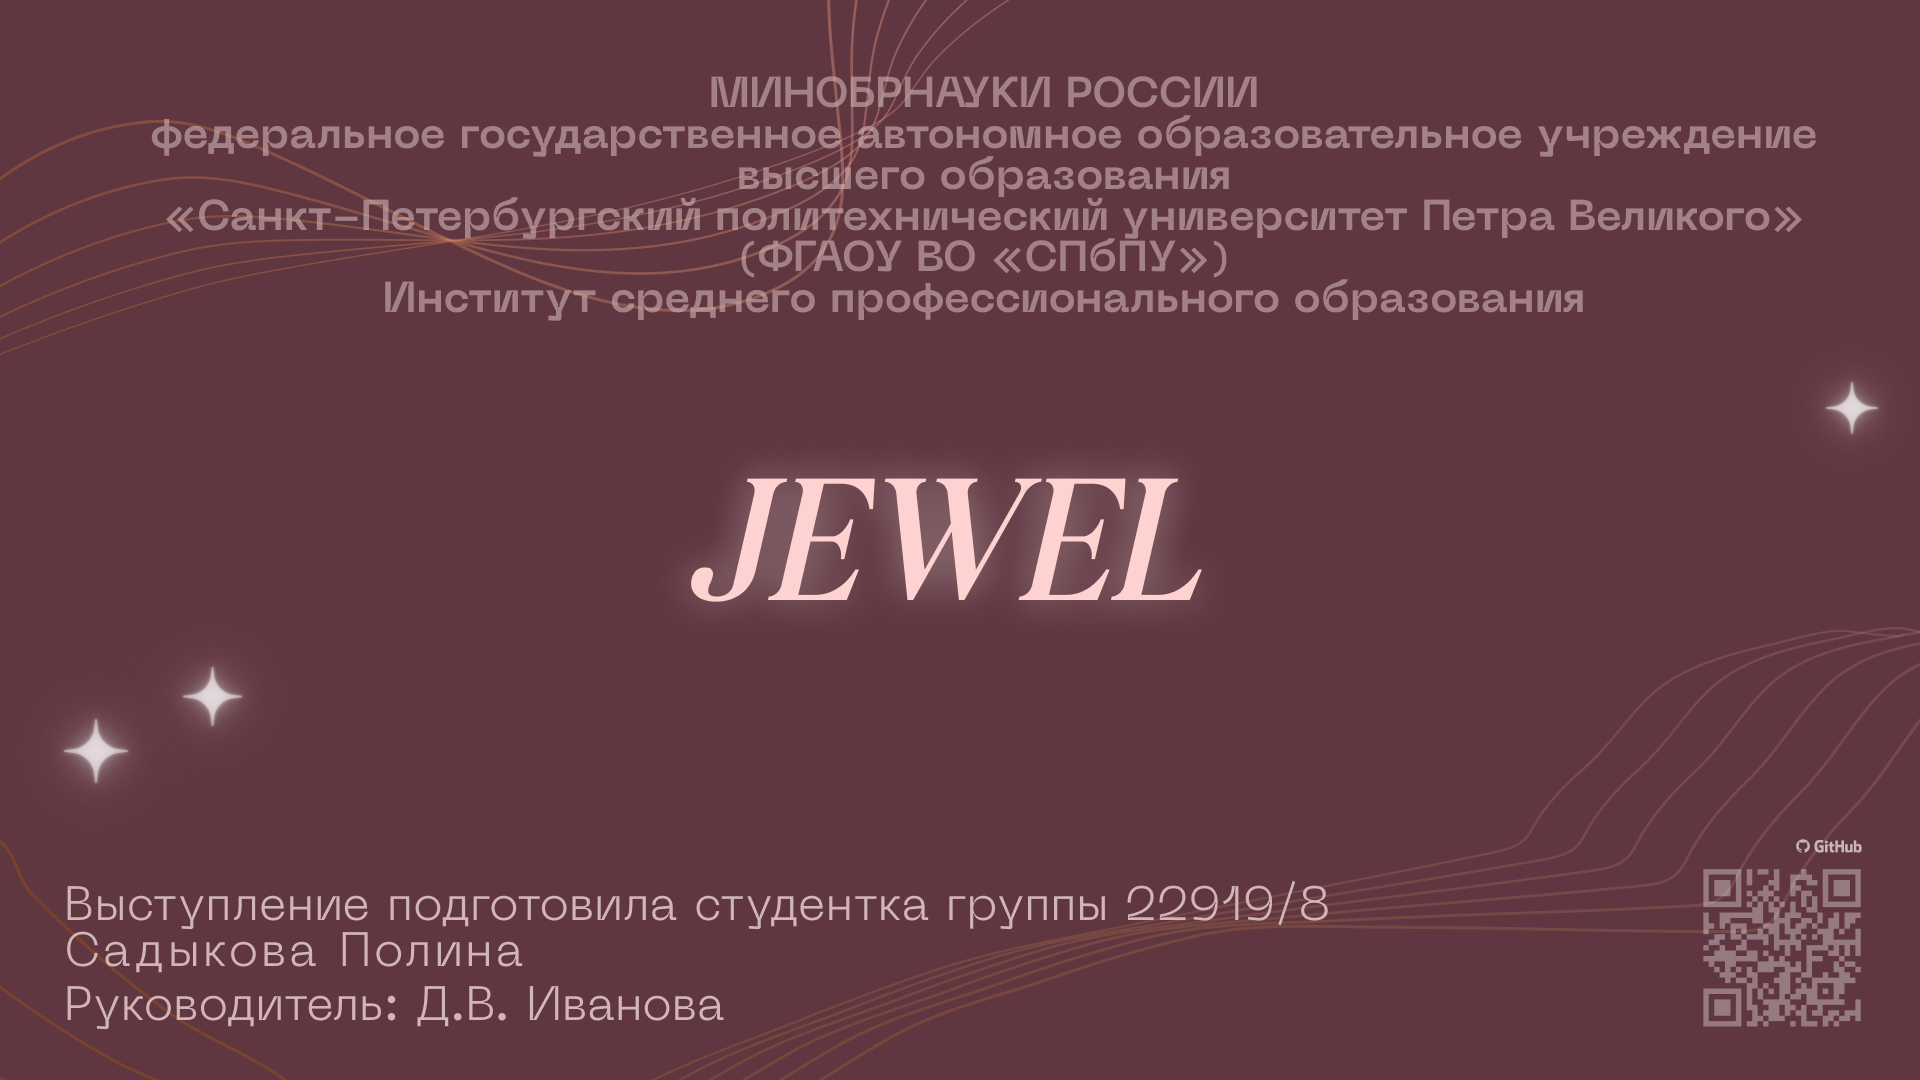 МИНОБРНАУКИ РОССИИ
федеральное государственное автономное образовательное учреждение
высшего образования
«Санкт-Петербургский политехнический университет Петра Великого»
(ФГАОУ ВО «СПбПУ»)
Институт среднего профессионального образования
JEWEL
GitHub
Выступление подготовила студентка группы 22919/8
Садыкова Полина
Руководитель: Д.В. Иванова